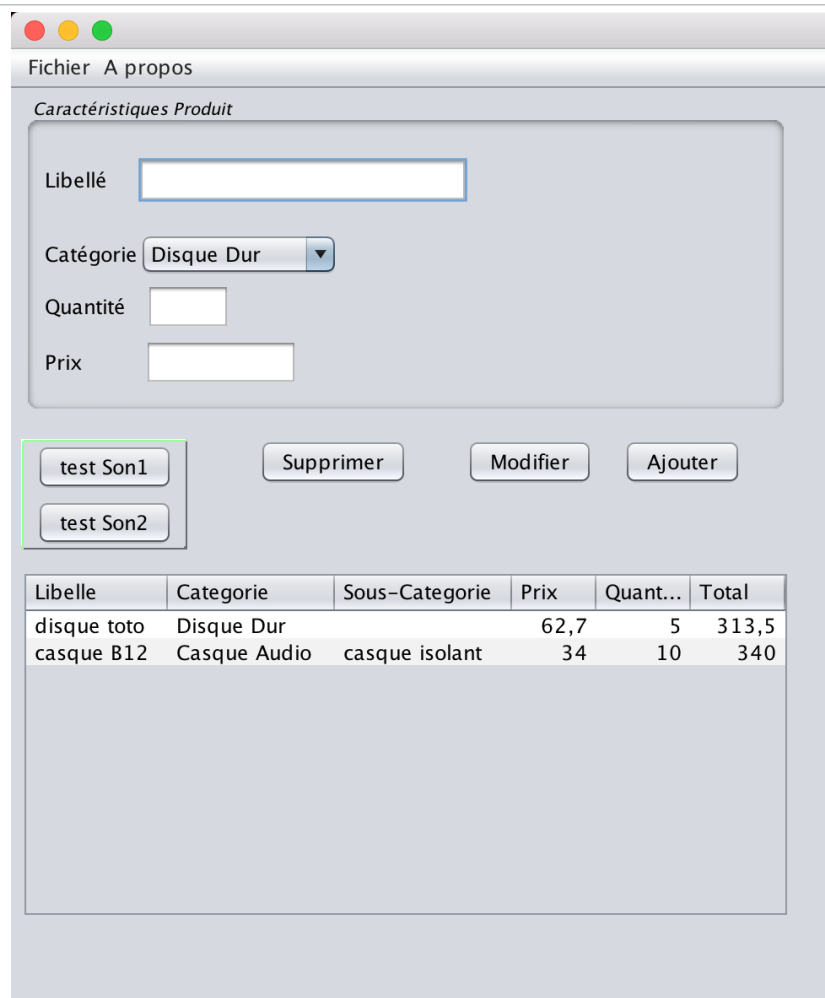 Fichier A propos
Caractéristiques Produit
Libellé
Catégorie Disque Dur
Quantité
Prix
test Son1 Supprimer Modifier Ajouter
test Son2
Libelle Categorie Sous-Categorie Prix Quant... Total
disque toto Disque Dur 62,7 5 313,5
casque B12 Casque Audio casque isolant 34 10 340